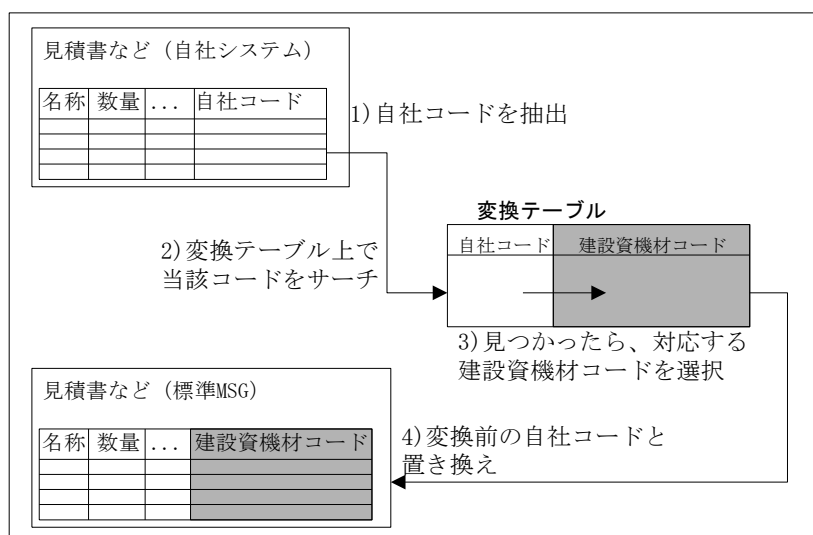 見積書など（自社システム）
名称 数量 ... 自社コード
1)自社コードを抽出
変換テーブル
2)変換テーブル上で
当該コードをサーチ
自社コード 建設資機材コード
3)見つかったら、対応する
建設資機材コードを選択
見積書など（標準MSG）
名称 数量 ... 建設資機材コード
4)変換前の自社コードと
置き換え